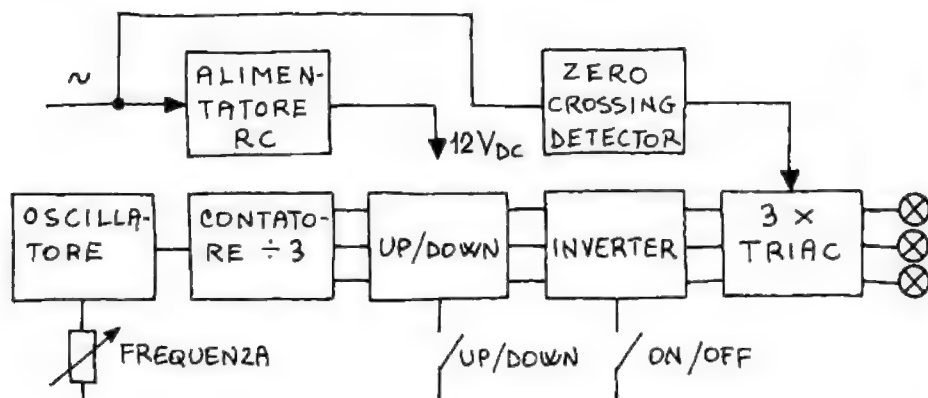 ~
ALIMEN-
TATORE
RC
ZERO
CROSSING
DETECTOR
12V DC
OSCILLA-
TORE
CONTATO-
RE ÷3
UP/DOWN
INVERTER
3 ×
TRIAC
FREQUENZA
UP/DOWN
ON/OFF